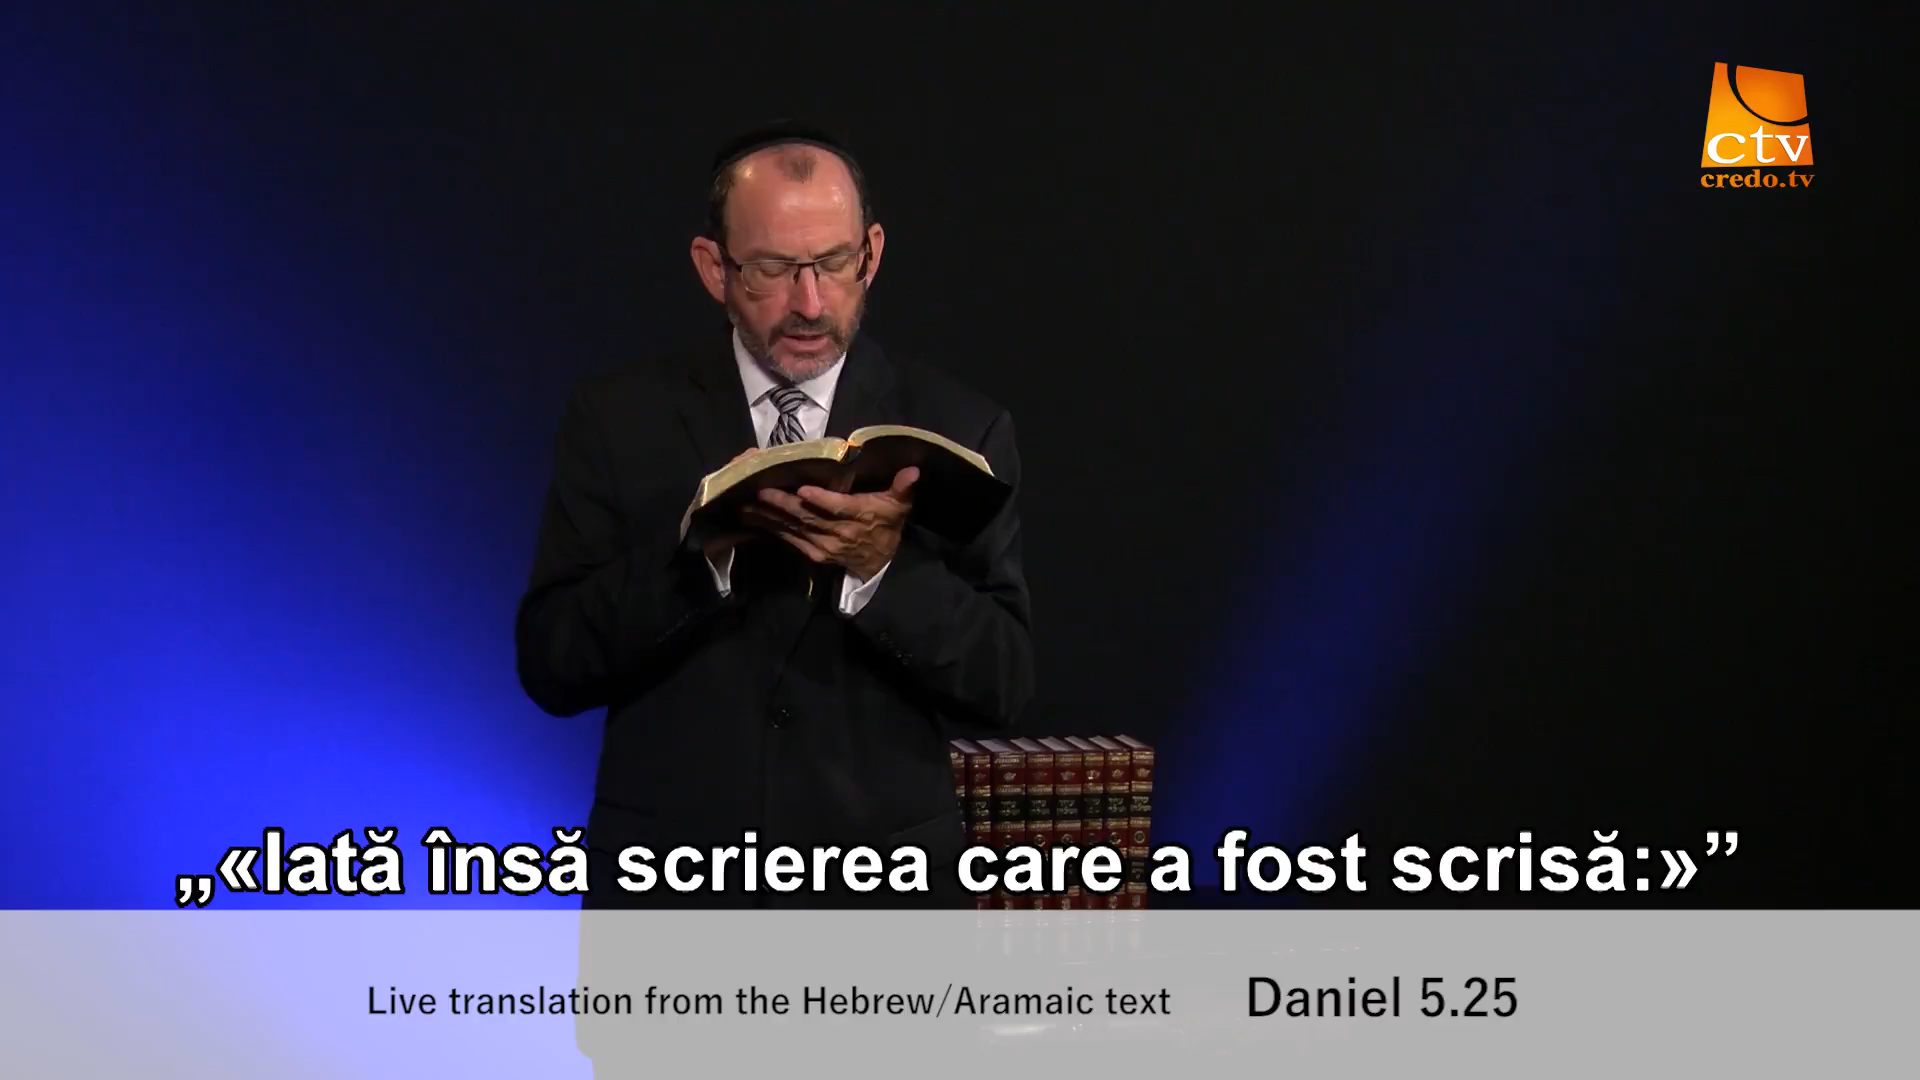 ctv
credo.tv
„«Iată însă scrierea care a fost scrisă:»”
Live translation from the Hebrew/Aramaic text
Daniel 5.25